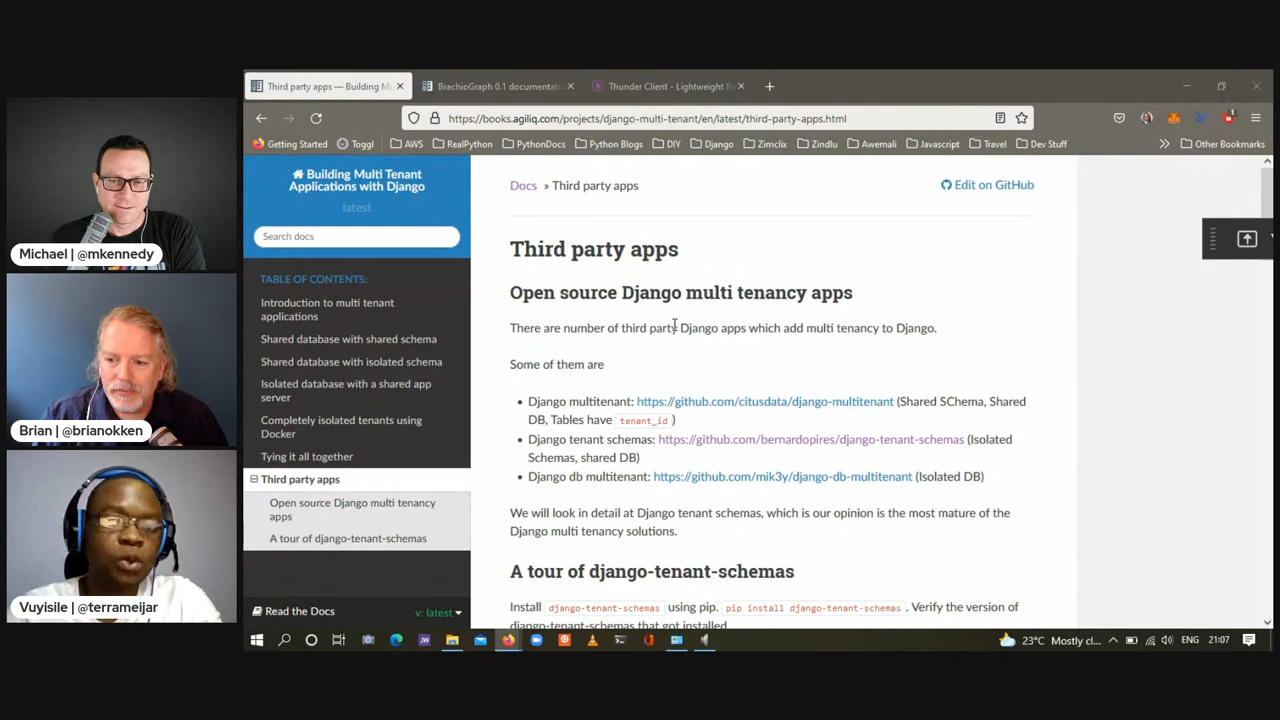 Michael | @mkennedy
Brian | @brianokken
Vuyisile | @terrameijar
Third party apps — Building Mu
BrachioGraph 0.1 documentatio
Thunder Client - Lightweight R
https://books.agiliq.com/projects/django-multi-tenant/en/latest/third-party-apps.html
1
Getting Started
Toggl
AWS
RealPython
PythonDocs
Python Blogs
DIY
Django
Zimclix
Zindlu
Awemali
Javascript
Travel
Dev Stuff
Other Bookmarks
Building Multi Tenant
Applications with Django
latest
Search docs
TABLE OF CONTENTS:
Introduction to multi tenant
applications
Shared database with shared schema
Shared database with isolated schema
Isolated database with a shared app
server
Completely isolated tenants using
Docker
Tying it all together
Third party apps
Open source Django multi tenancy
apps
A tour of django-tenant-schemas
Read the Docs
v: latest
Docs » Third party apps
Edit on GitHub
Third party apps
Open source Django multi tenancy apps
There are number of third party Django apps which add multi tenancy to Django.
Some of them are
• Django multitenant: https://github.com/citusdata/django-multitenant (Shared SChema, Shared
DB, Tables have tenant_id )
• Django tenant schemas: https://github.com/bernardopires/django-tenant-schemas (Isolated
Schemas, shared DB)
• Django db multitenant: https://github.com/mik3y/django-db-multitenant (Isolated DB)
We will look in detail at Django tenant schemas, which is our opinion is the most mature of the
Django multi tenancy solutions.
A tour of django-tenant-schemas
Install django-tenant-schemas using pip. pip install django-tenant-schemas . Verify the version of
django-tenant-schemas that got installed
JW
23°C Mostly cl...
ENG
21:07